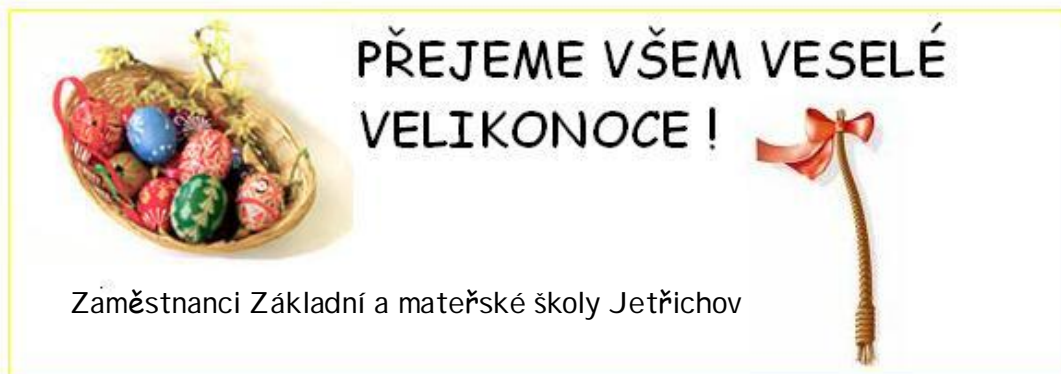 PŘEJEME VŠEM VESELÉ
VELIKONOCE !
Zaměstnanci Základní a mateřské školy Jetřichov